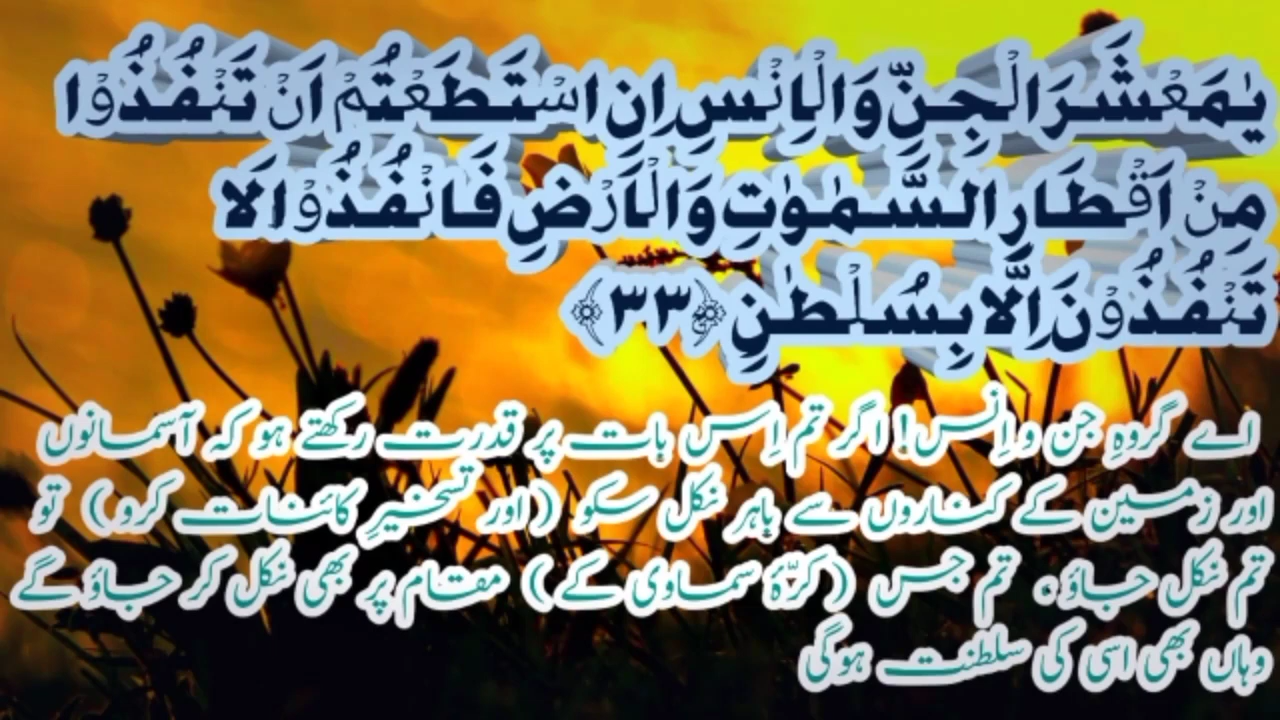 يٰمَعْشَرَ الْجِنِّ وَالْاِنْسِ اِنِ اسْتَطَعْتُمْ اَنْ تَنْفُذُوْا
مِنْ اَقْطَارِ السَّمٰوٰتِ وَالْاَرْضِ فَانْفُذُوْا ؕ لَا
تَنْفُذُوْنَ اِلَّا بِسُلْطٰنٍ ﴿۳۳﴾
اے گروہِ جن و اِنس! اگر تم اِس بات پر قدرت رکھتے ہو کہ آسمانوں
اور زمین کے کناروں سے باہر نکل سکو (اور تسخیرِ کائنات کرو) تو
تم نکل جاؤ. تم جس (کرّۂ سماوی کے) مقام پر بھی نکل کر جاؤ گے
وہاں بھی اسی کی سلطنت ہوگی